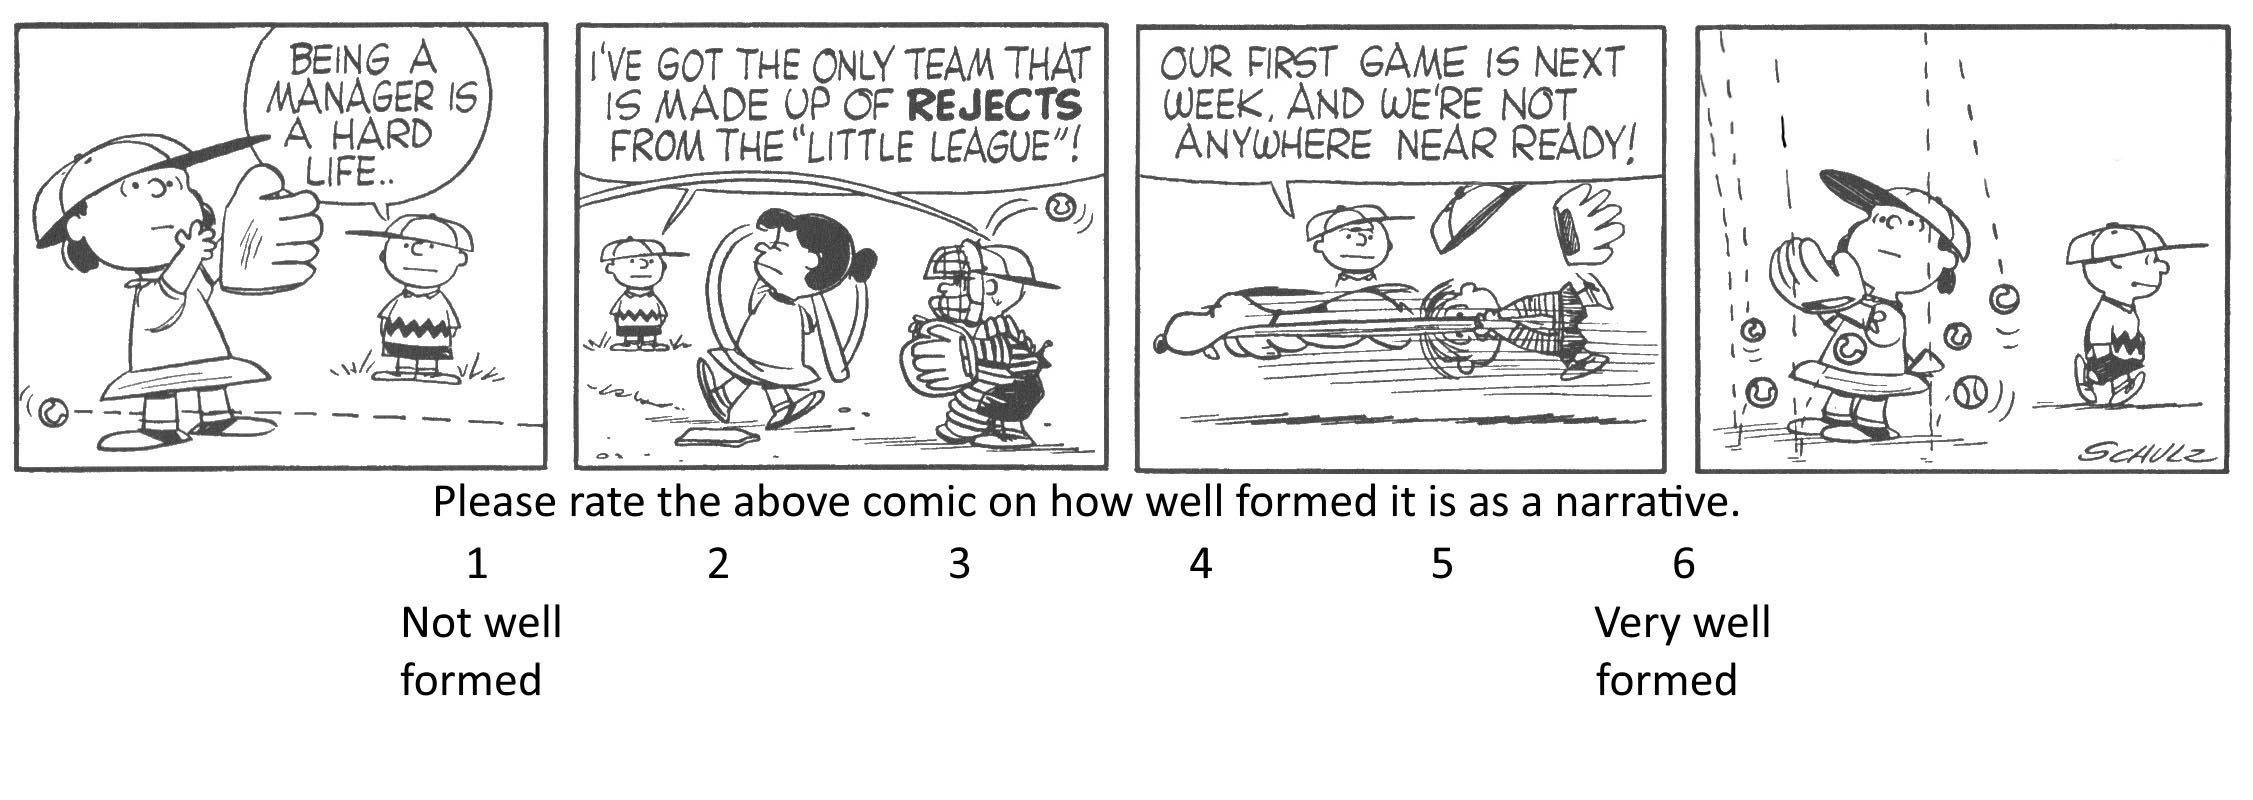 BEING A
MANAGER IS
A HARD
LIFE..
I'VE GOT THE ONLY TEAM THAT
IS MADE UP OF REJECTS
FROM THE "LITTLE LEAGUE"!
OUR FIRST GAME IS NEXT
WEEK, AND WE'RE NOT
ANYWHERE NEAR READY!
SCHULZ
Please rate the above comic on how well formed it is as a narrative.
1 2 3 4 5 6
Not well
formed
Very well
formed